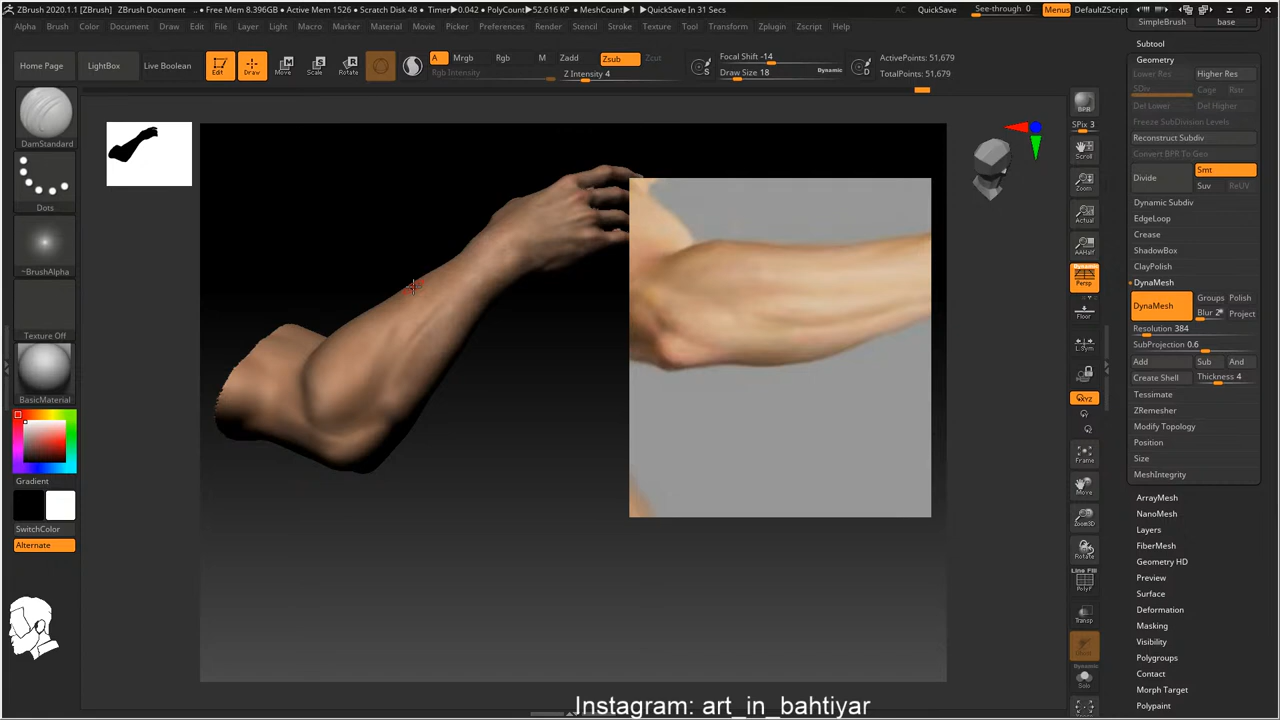 ZBrush 2020.1.1 [ZBrush] ZBrush Document • Free Mem 8.396GB • Active Mem 1526 • Scratch Disk 48 • Timer▶0.042 • PolyCount▶52.616 KP • MeshCount▶1 • QuickSave In 31 Secs AC QuickSave See-through 0 Menus DefaultZScript
Alpha Brush Color Document Draw Edit File Layer Light Macro Marker Material Movie Picker Preferences Render Stencil Stroke Texture Tool Transform Zplugin Zscript Help
Home Page LightBox Live Boolean Edit Draw Move Scale Rotate
A Mrgb Rgb M Zadd Zsub Zcut
Rgb Intensity Z Intensity 4
S Focal Shift -14
Draw Size 18 Dynamic
D ActivePoints: 51,679
TotalPoints: 51,679
DamStandard
Dots
~BrushAlpha
Texture Off
BasicMaterial
Gradient
SwitchColor
Alternate
BPR
SPix 3
Scroll
Zoom
Actual
AAHalf
Dynamic
Persp
Floor
L.Sym
XYZ
Frame
Move
Zoom3D
Rotate
Line Fill
PolyF
Transp
Dynamic
Solo
SimpleBrush base
Subtool
Geometry
Lower Res Higher Res
SDiv Cage Rstr
Del Lower Del Higher
Freeze SubDivision Levels
Reconstruct Subdiv
Convert BPR To Geo
Divide Smt
Suv ReUV
Dynamic Subdiv
EdgeLoop
Crease
ShadowBox
ClayPolish
DynaMesh
DynaMesh Groups Polish
Blur 2 Project
Resolution 384
SubProjection 0.6
Add Sub And
Create Shell Thickness 4
Tessimate
ZRemesher
Modify Topology
Position
Size
MeshIntegrity
ArrayMesh
NanoMesh
Layers
FiberMesh
Geometry HD
Preview
Surface
Deformation
Masking
Visibility
Polygroups
Contact
Morph Target
Polypaint
Instagram: art_in_bahtiyar